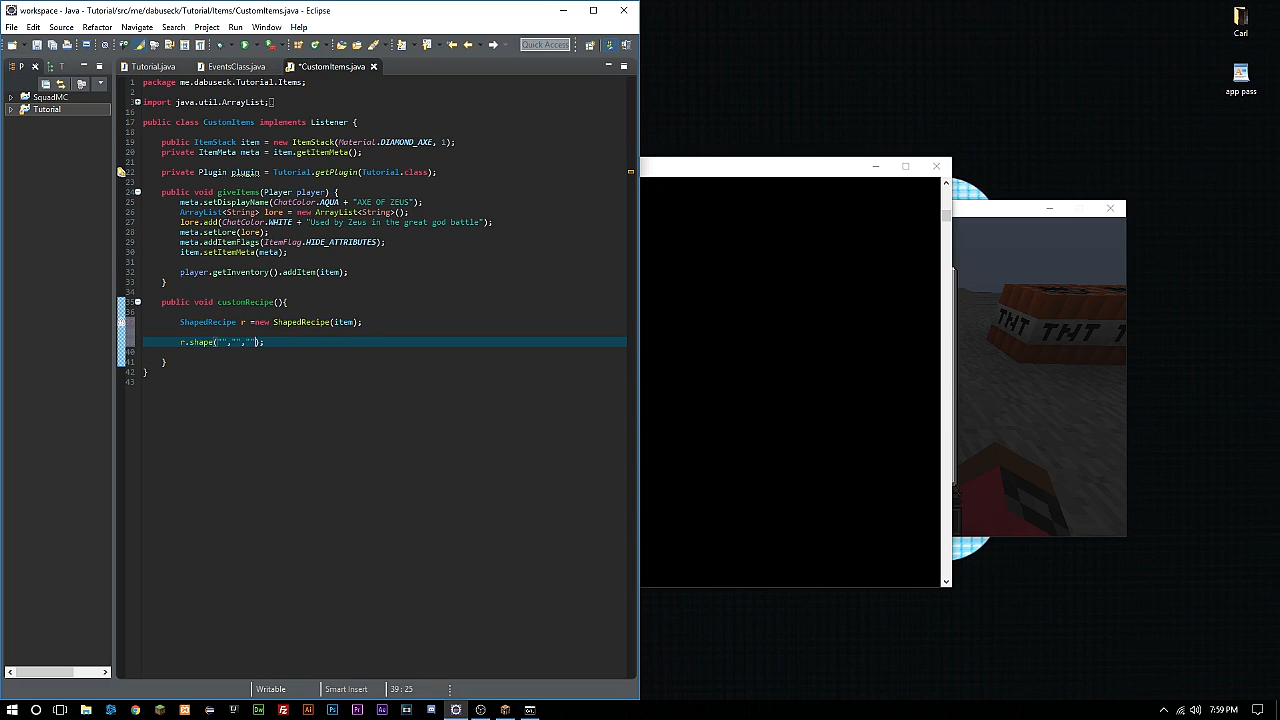 workspace - Java - Tutorial/src/me/dabuseck/Tutorial/Items/CustomItems.java - Eclipse
File Edit Source Refactor Navigate Search Project Run Window Help
Quick Access
P T Tutorial.java EventsClass.java *CustomItems.java
SquadMC
Tutorial
1 package me.dabuseck.Tutorial.Items;
2
3 import java.util.ArrayList;
16
17 public class CustomItems implements Listener {
18
19 public ItemStack item = new ItemStack(Material.DIAMOND_AXE, 1);
20 private ItemMeta meta = item.getItemMeta();
21
22 private Plugin plugin = Tutorial.getPlugin(Tutorial.class);
23
24 public void giveItems(Player player) {
25 meta.setDisplayName(ChatColor.AQUA + "AXE OF ZEUS");
26 ArrayList<String> lore = new ArrayList<String>();
27 lore.add(ChatColor.WHITE + "Used by Zeus in the great god battle");
28 meta.setLore(lore);
29 meta.addItemFlags(ItemFlag.HIDE_ATTRIBUTES);
30 item.setItemMeta(meta);
31
32 player.getInventory().addItem(item);
33 }
34
35 public void customRecipe(){
36
ShapedRecipe r =new ShapedRecipe(item);
r.shape("","","");
40
41 }
42 }
43
Writable Smart Insert 39 : 25
Carl
app pass
TNT TNT T
7:59 PM